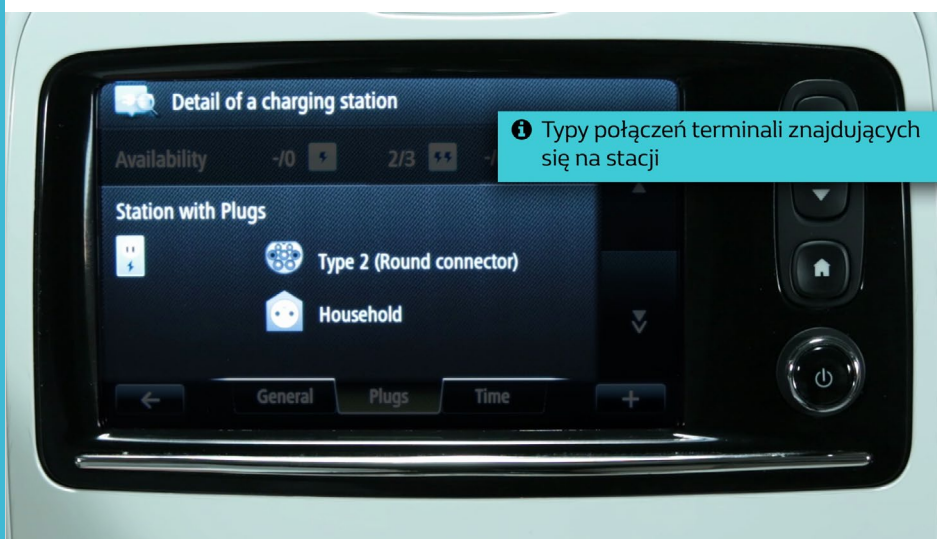 Detail of a charging station
Typy połączeń terminali znajdujących
się na stacji
Availability -/0 2/3 -/
Station with Plugs
Type 2 (Round connector)
Household
General Plugs Time